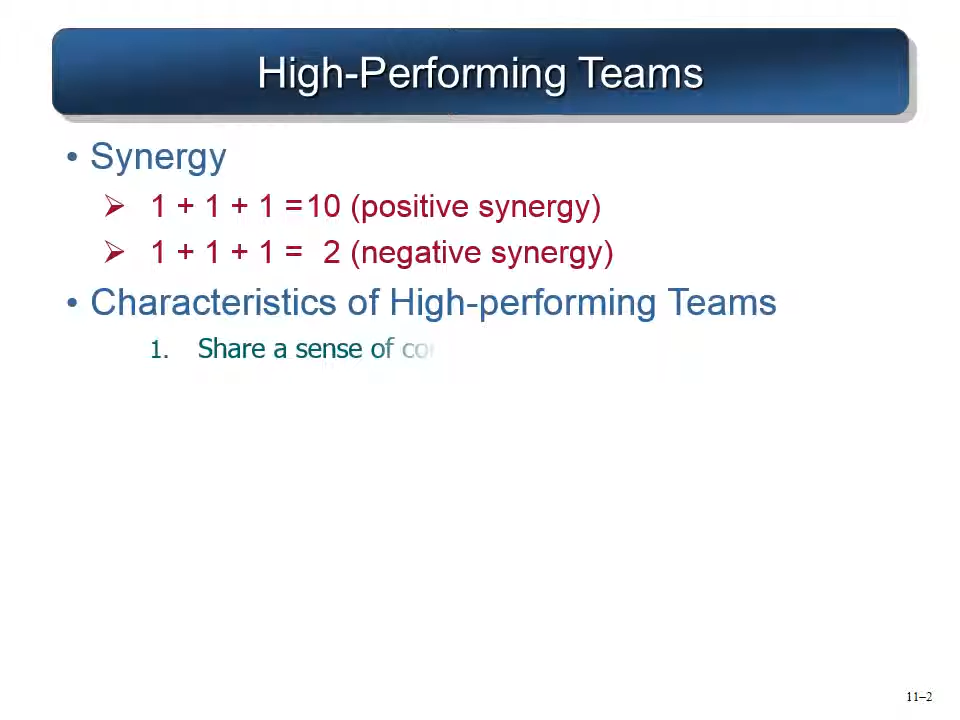 High-Performing Teams
• Synergy
➢ 1 + 1 + 1 =10 (positive synergy)
➢ 1 + 1 + 1 = 2 (negative synergy)
• Characteristics of High-performing Teams
1. Share a sense of
11–2